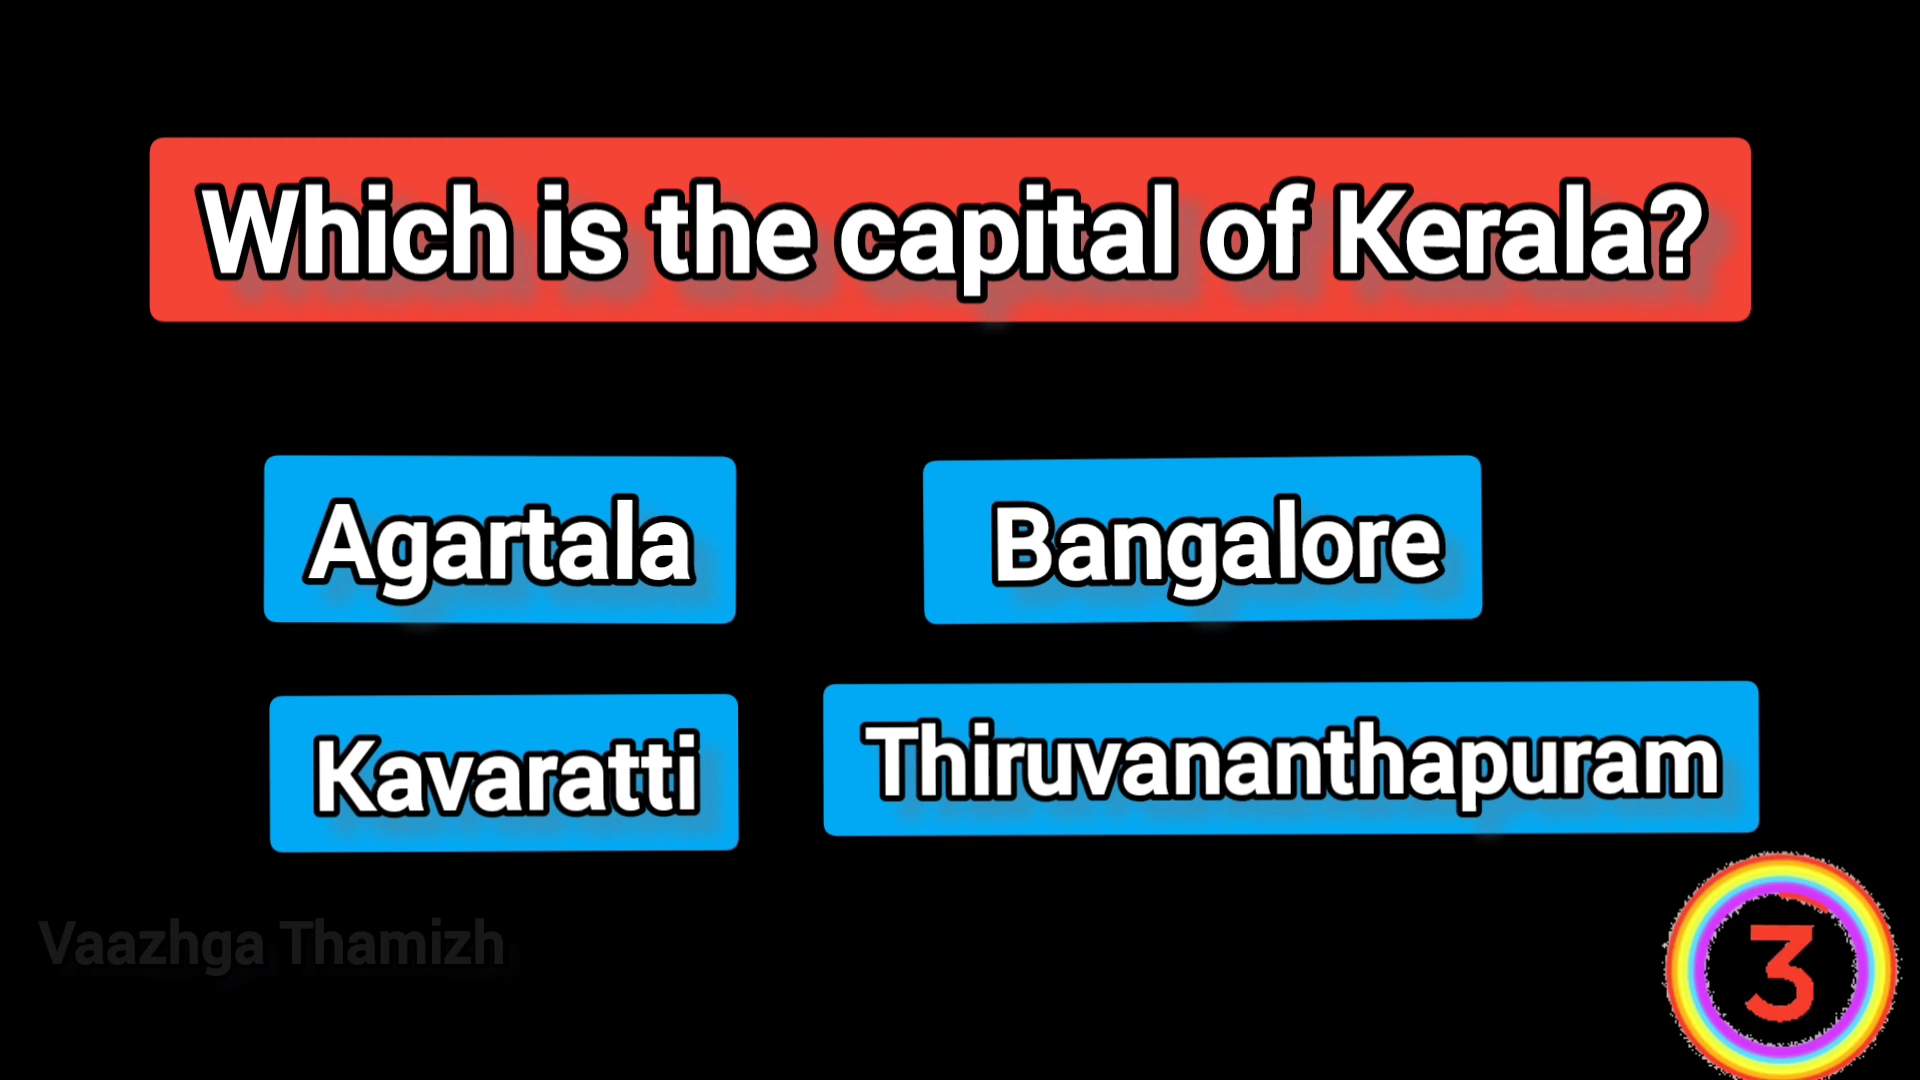 Which is the capital of Kerala?
Agartala
Bangalore
Kavaratti
Thiruvananthapuram
Vaazhga Thamizh
3